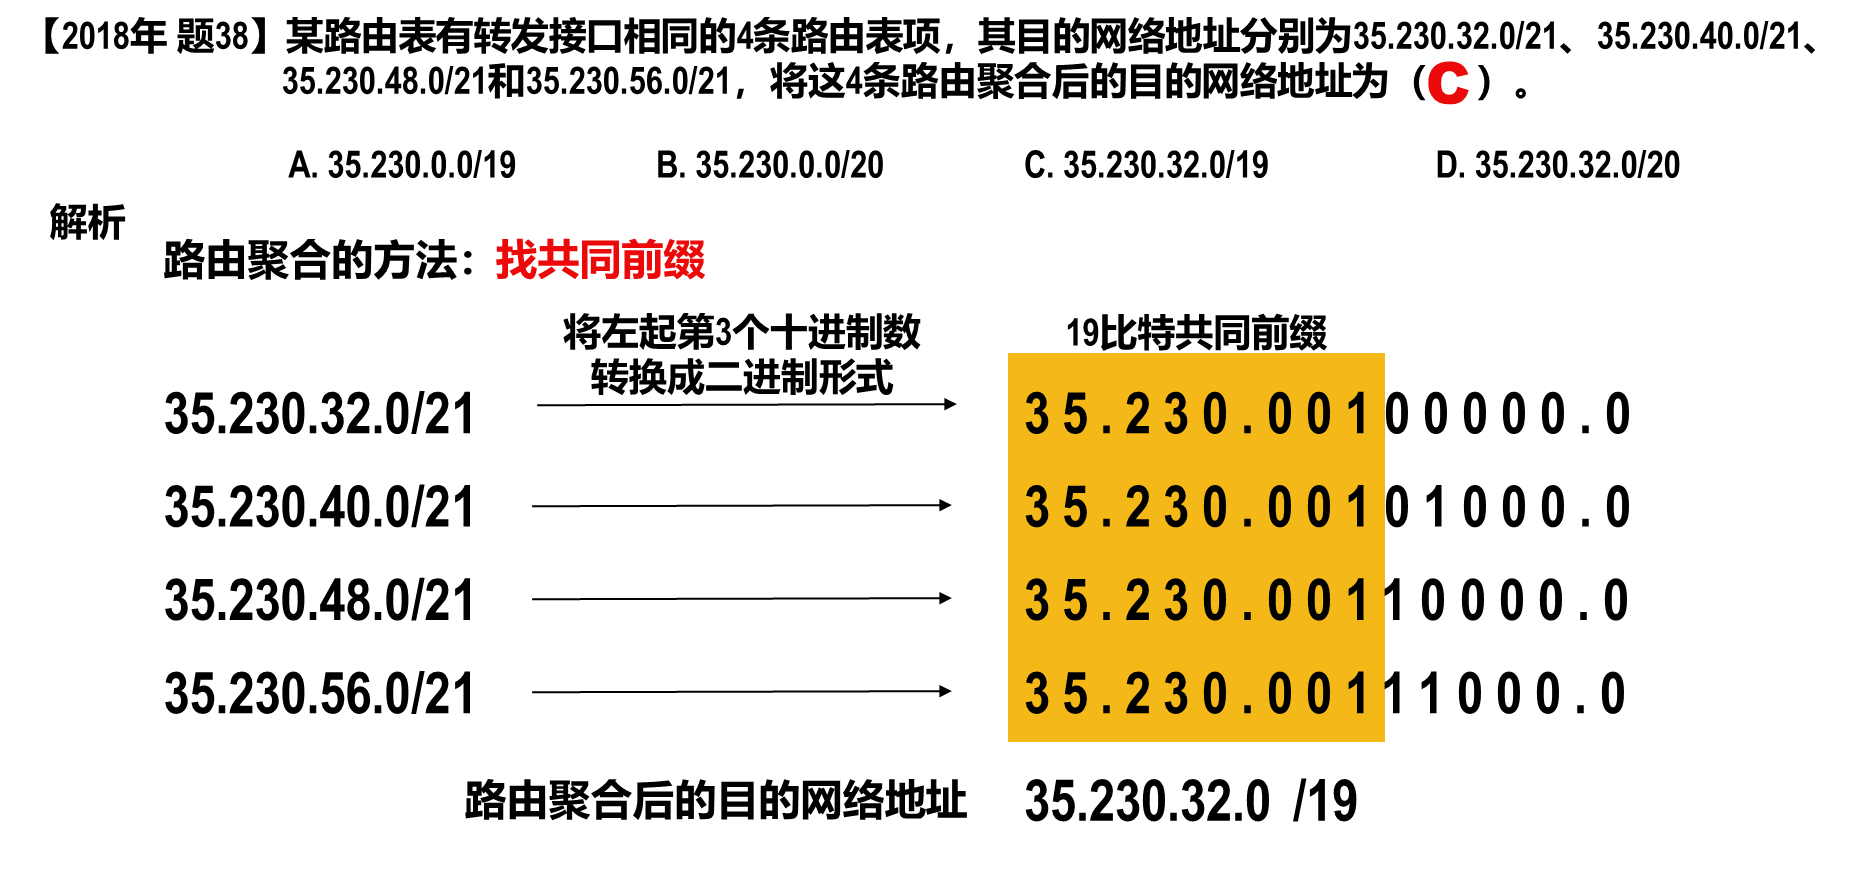 【2018年 题38】某路由表有转发接口相同的4条路由表项，其目的网络地址分别为35.230.32.0/21、35.230.40.0/21、
35.230.48.0/21和35.230.56.0/21，将这4条路由聚合后的目的网络地址为（C）。
A. 35.230.0.0/19 B. 35.230.0.0/20 C. 35.230.32.0/19 D. 35.230.32.0/20
解析
路由聚合的方法：找共同前缀
将左起第3个十进制数
转换成二进制形式
19比特共同前缀
35.230.32.0/21 35.230.00100000.0
35.230.40.0/21 35.230.00101000.0
35.230.48.0/21 35.230.00110000.0
35.230.56.0/21 35.230.00111000.0
路由聚合后的目的网络地址 35.230.32.0 /19